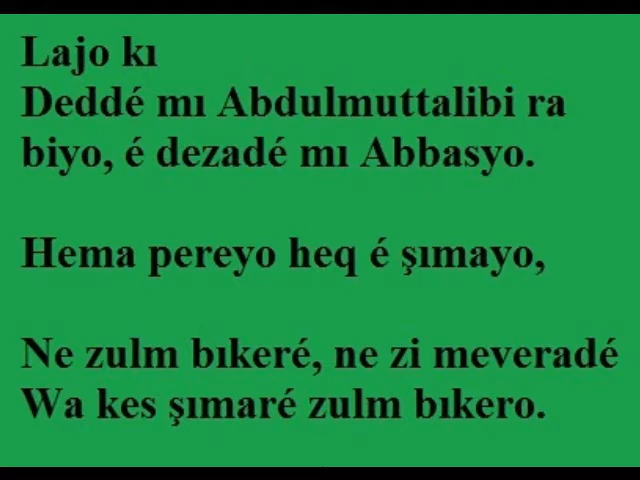 Lajo kı
Deddé mı Abdulmuttalibi ra
biyo, é dezadé mı Abbasyo.
Hema pereyo heq é şımayo,
Ne zulm bıkeré, ne zi meveradé
Wa kes şımaré zulm bıkero.